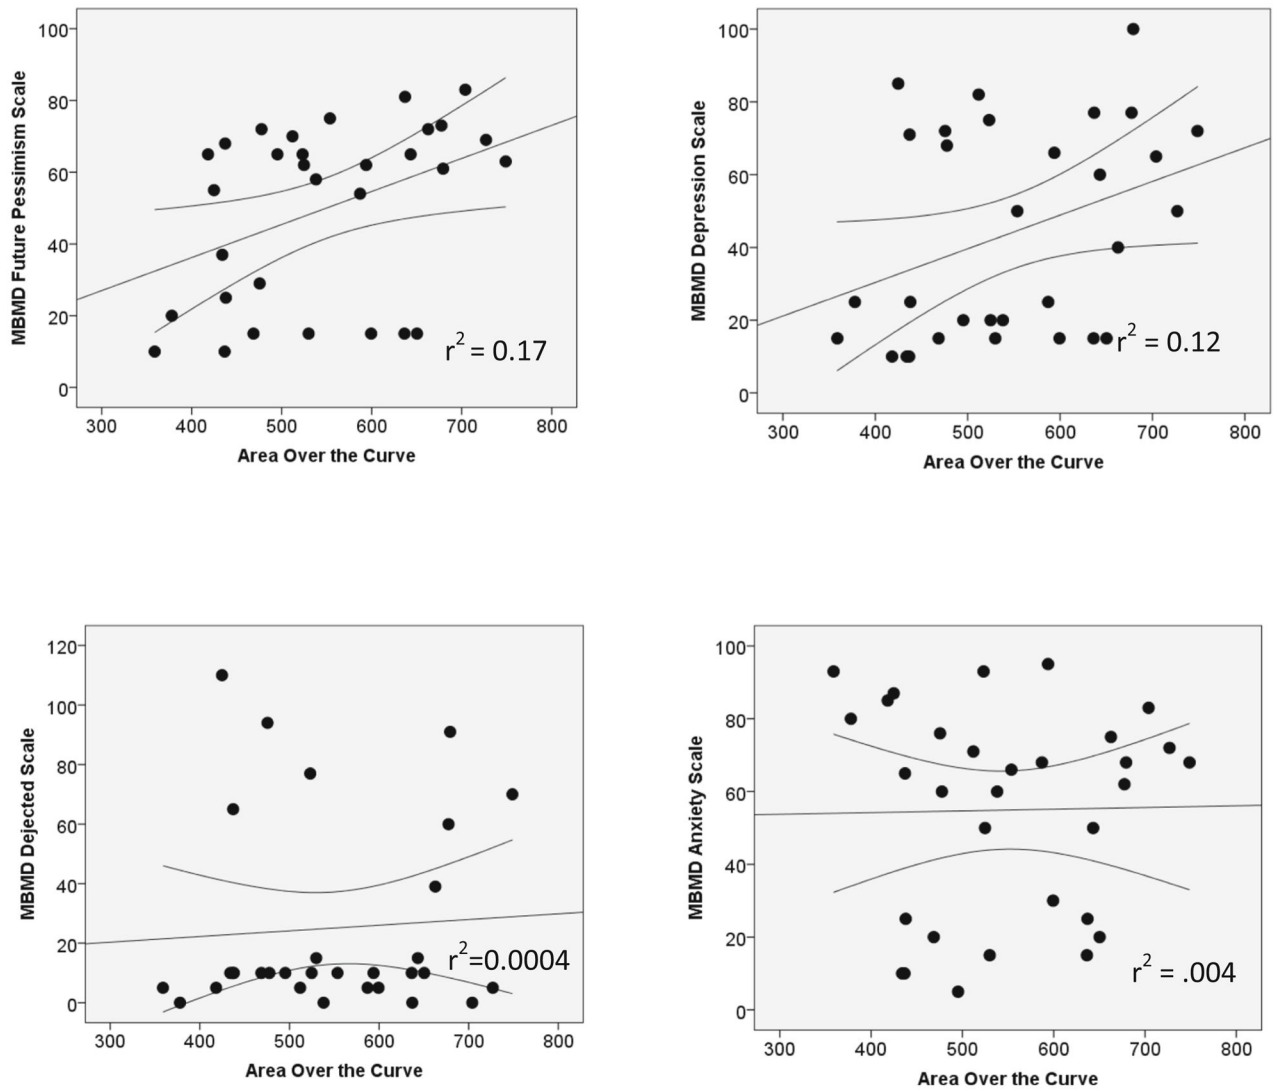 MBMD Future Pessimism Scale
100
80
60
40
20
0
r² = 0.17
300 400 500 600 700 800
Area Over the Curve
MBMD Depression Scale
100
80
60
40
20
0
r² = 0.12
300 400 500 600 700 800
Area Over the Curve
MBMD Dejected Scale
120
100
80
60
40
20
0
r²=0.0004
300 400 500 600 700 800
Area Over the Curve
MBMD Anxiety Scale
100
80
60
40
20
0
r² = .004
300 400 500 600 700 800
Area Over the Curve